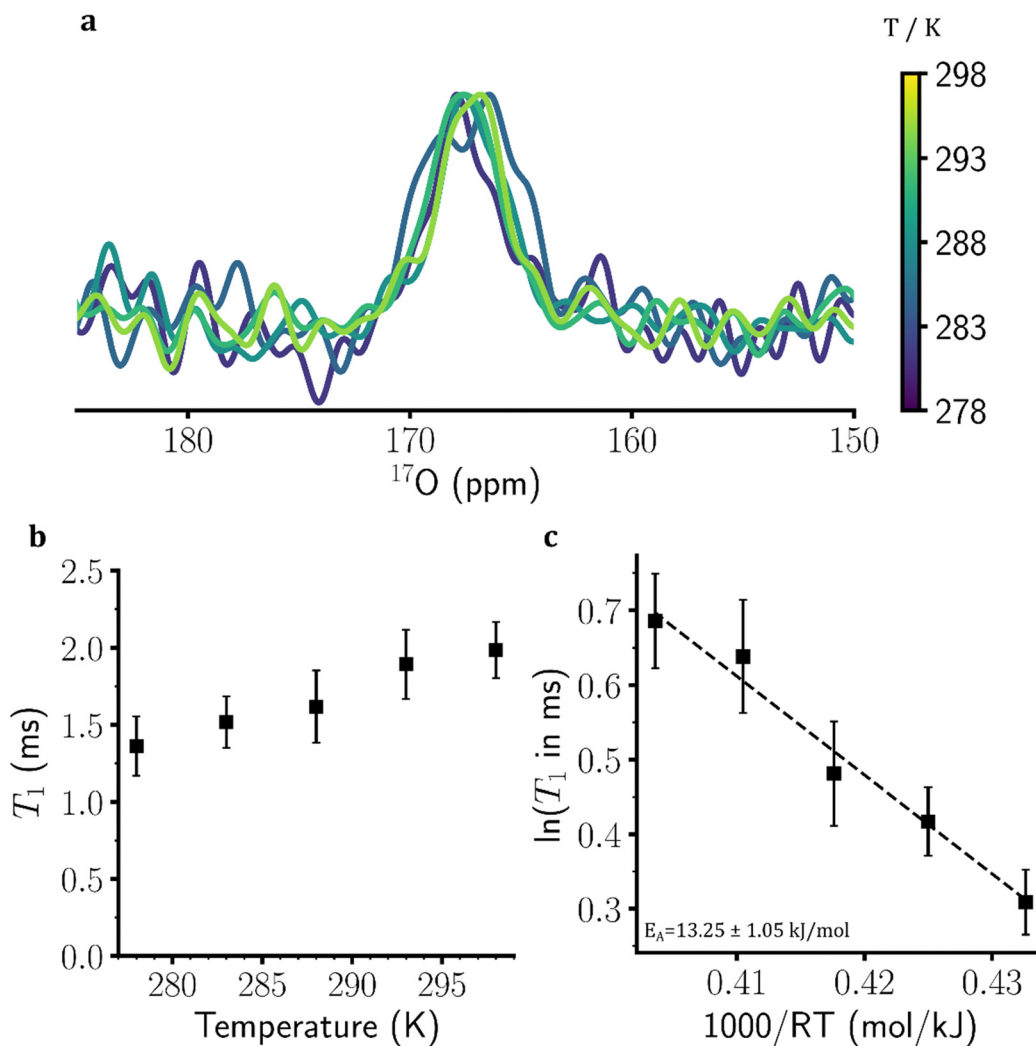 a
T / K
298
293
288
283
278
180 170 160 150
¹⁷O (ppm)
b
2.5
2.0
1.5
1.0
0.5
0.0
T₁ (ms)
280 285 290 295
Temperature (K)
c
0.7
0.6
0.5
0.4
0.3
ln(T₁ in ms)
E_A=13.25 ± 1.05 kJ/mol
0.41 0.42 0.43
1000/RT (mol/kJ)